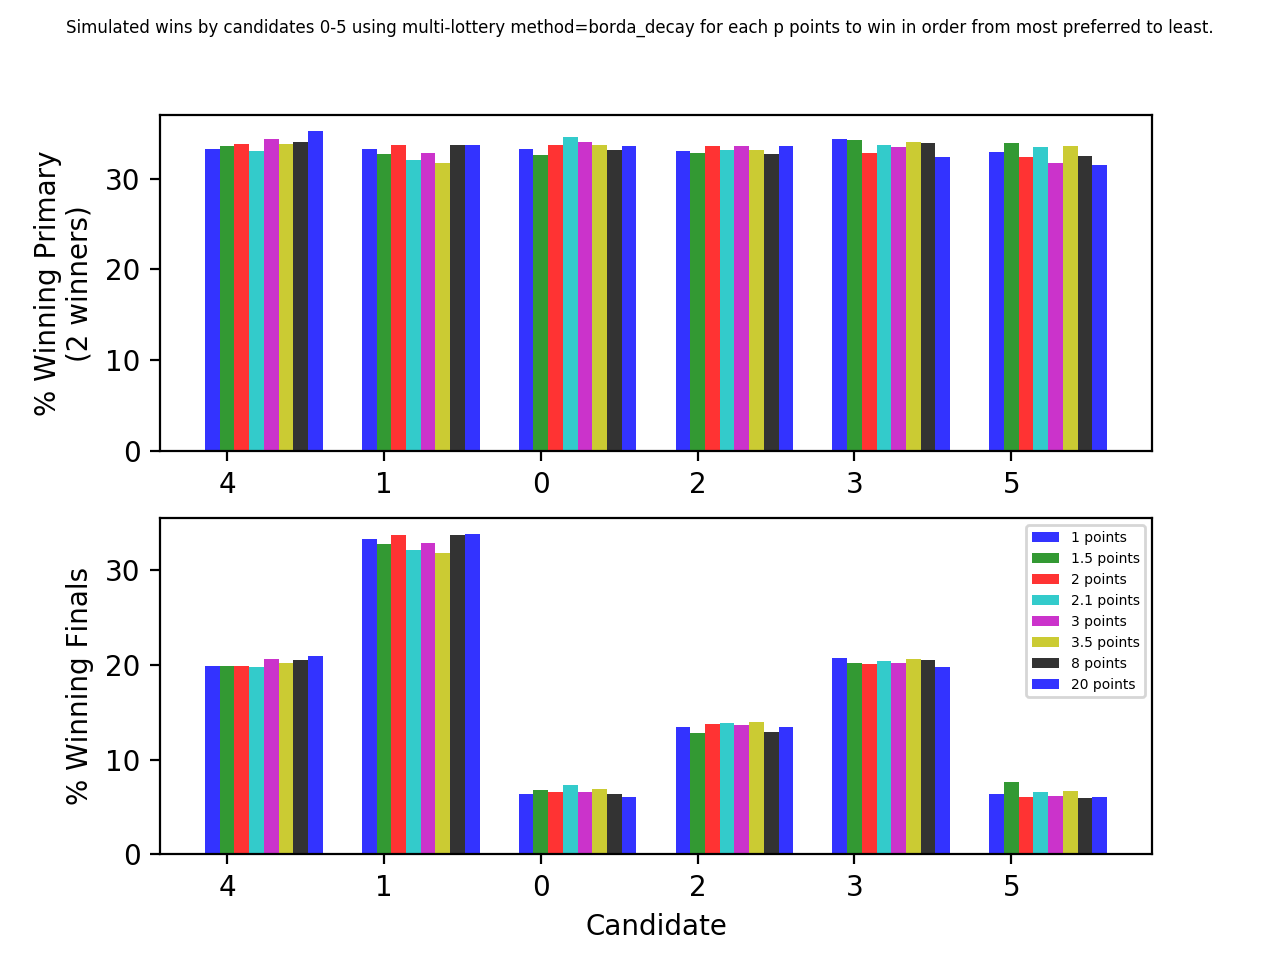 Simulated wins by candidates 0-5 using multi-lottery method=borda_decay for each p points to win in order from most preferred to least.
% Winning Primary
(2 winners)
30
20
10
0
4 1 0 2 3 5
% Winning Finals
30
20
10
0
1 points
1.5 points
2 points
2.1 points
3 points
3.5 points
8 points
20 points
4 1 0 2 3 5
Candidate